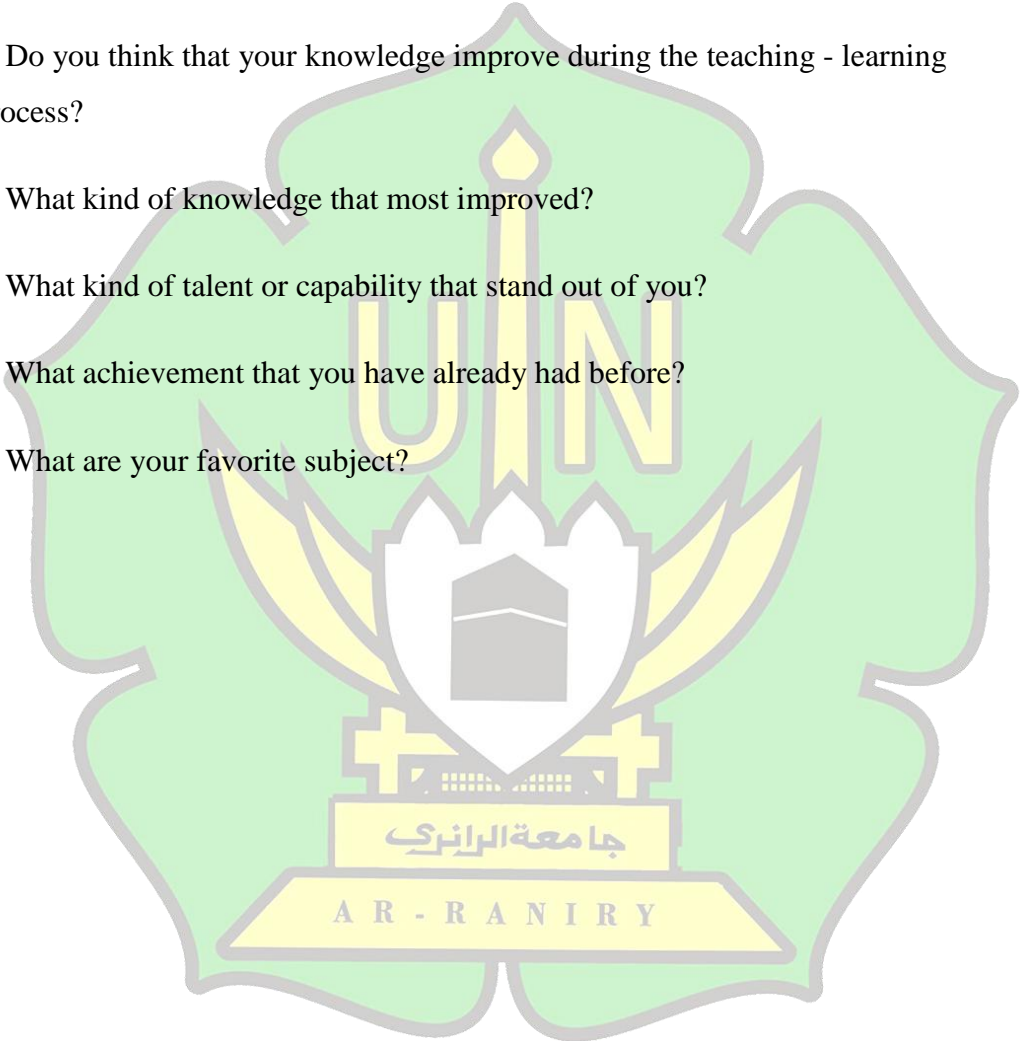 Do you think that your knowledge improve during the teaching - learning
ocess?
What kind of knowledge that most improved?
What kind of talent or capability that stand out of you?
What achievement that you have already had before?
What are your favorite subject?
UIN
جامعةالرانري
AR-RANIRY